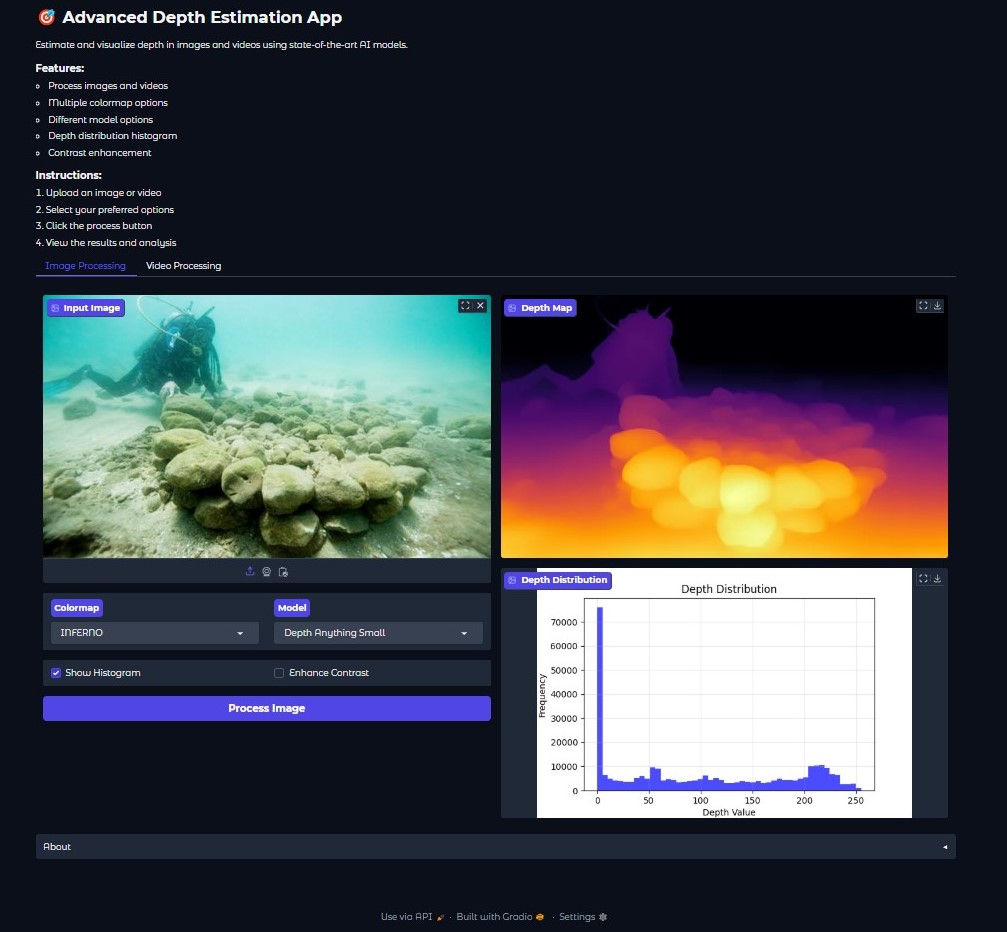 Advanced Depth Estimation App
Estimate and visualize depth in images and videos using state-of-the-art AI models.
Features:
Process images and videos
Multiple colormap options
Different model options
Depth distribution histogram
Contrast enhancement
Instructions:
1. Upload an image or video
2. Select your preferred options
3. Click the process button
4. View the results and analysis
Image Processing
Video Processing
Input Image
Depth Map
Colormap
Model
INFERNO
Depth Anything Small
Show Histogram
Enhance Contrast
Process Image
Depth Distribution
Depth Distribution
Frequency
70000
60000
50000
40000
30000
20000
10000
0
0 50 100 150 200 250
Depth Value
About
Use via API · Built with Gradio · Settings